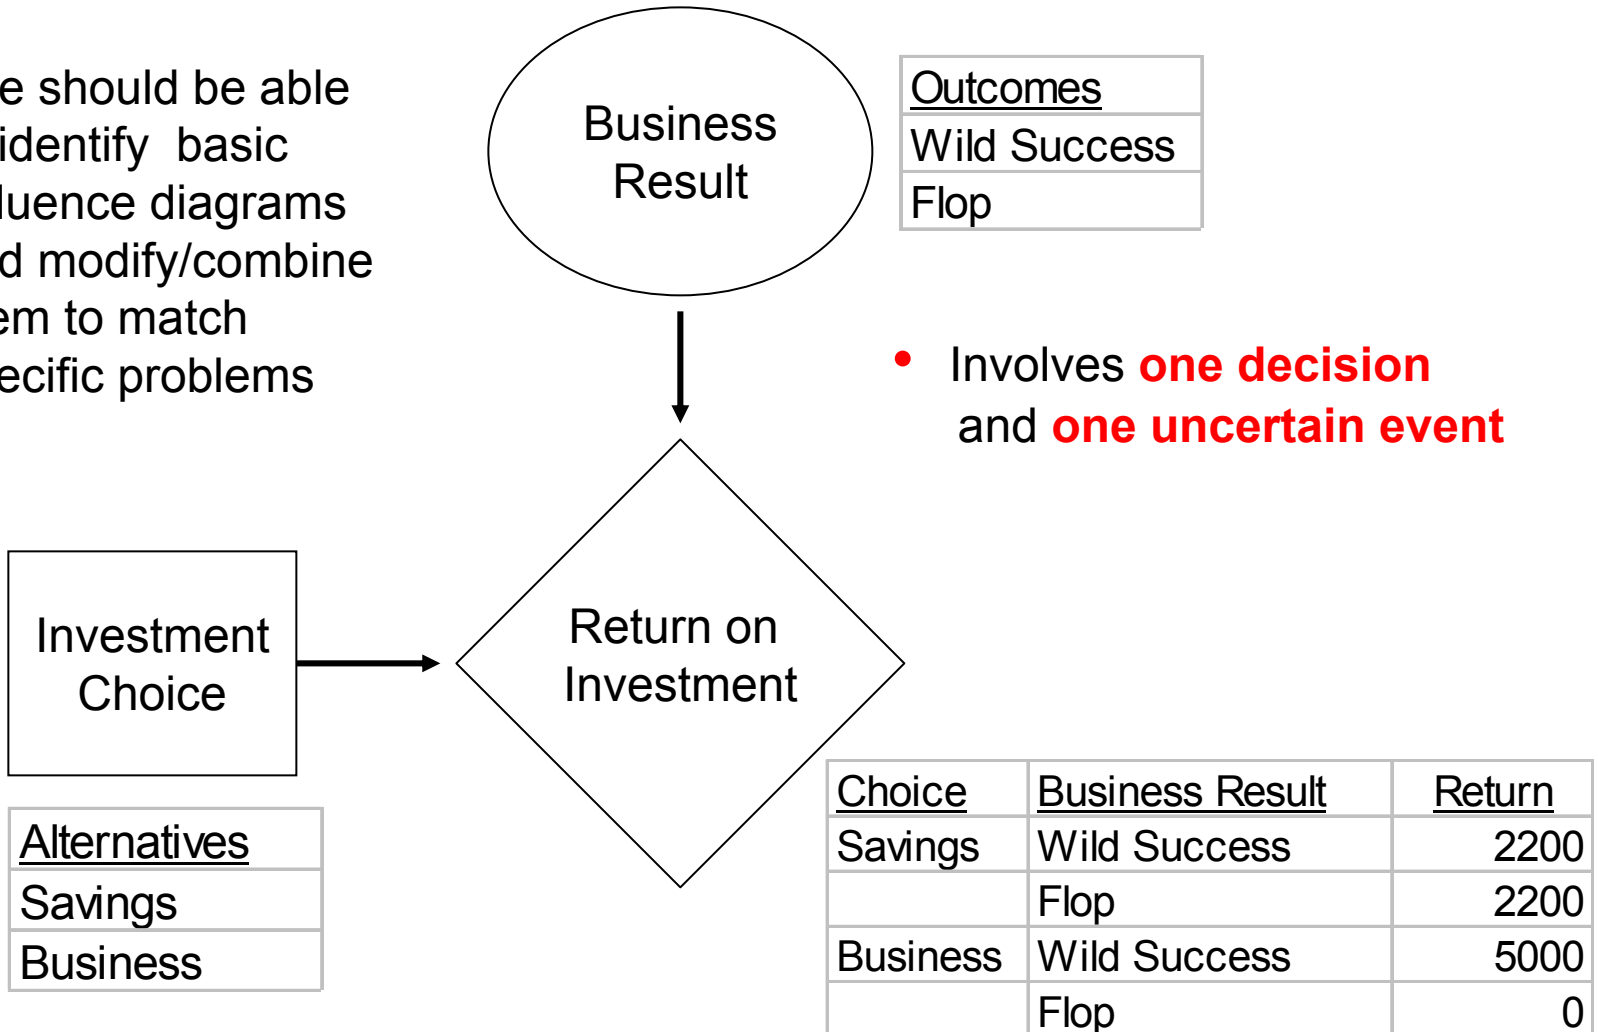 e should be able
identify basic
luence diagrams
d modify/combine
em to match
ecific problems
Business
Result
Outcomes
Wild Success
Flop
• Involves one decision
and one uncertain event
Investment
Choice
Return on
Investment
Alternatives
Savings
Business
Choice Business Result Return
Savings Wild Success 2200
Flop 2200
Business Wild Success 5000
Flop 0